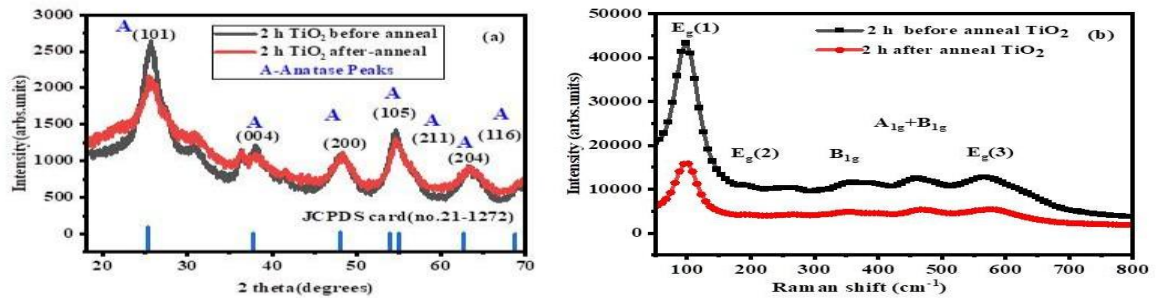 3000
2500
2000
1500
1000
500
0
Intensity(arbs.units)
20 30 40 50 60 70
2 theta(degrees)
A
(101)
2 h TiO2 before anneal
2 h TiO2 after-anneal
A-Anatase Peaks
(a)
A
(004)
A
(200)
A
(105)
A
(211)
A
(204)
A
(116)
JCPDS card(no.21-1272)
50000
40000
30000
20000
10000
0
Intensity (arbs.units)
100 200 300 400 500 600 700 800
Raman shift (cm-1)
Eg(1)
2 h before anneal TiO2
2 h after anneal TiO2
(b)
A1g+B1g
Eg(2)
B1g
Eg(3)